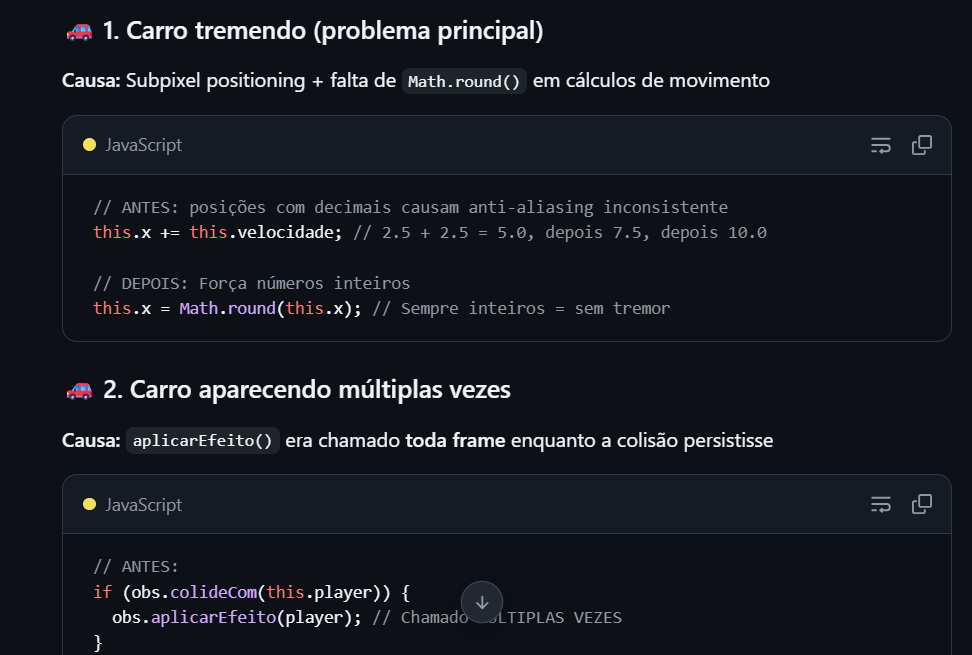 🚗 1. Carro tremendo (problema principal)
Causa: Subpixel positioning + falta de Math.round() em cálculos de movimento
JavaScript
// ANTES: posições com decimais causam anti-aliasing inconsistente
this.x += this.velocidade; // 2.5 + 2.5 = 5.0, depois 7.5, depois 10.0
// DEPOIS: Força números inteiros
this.x = Math.round(this.x); // Sempre inteiros = sem tremor
🚗 2. Carro aparecendo múltiplas vezes
Causa: aplicarEfeito() era chamado toda frame enquanto a colisão persistisse
JavaScript
// ANTES:
if (obs.colideCom(this.player)) {
obs.aplicarEfeito(player); // Chamado VEZES
}